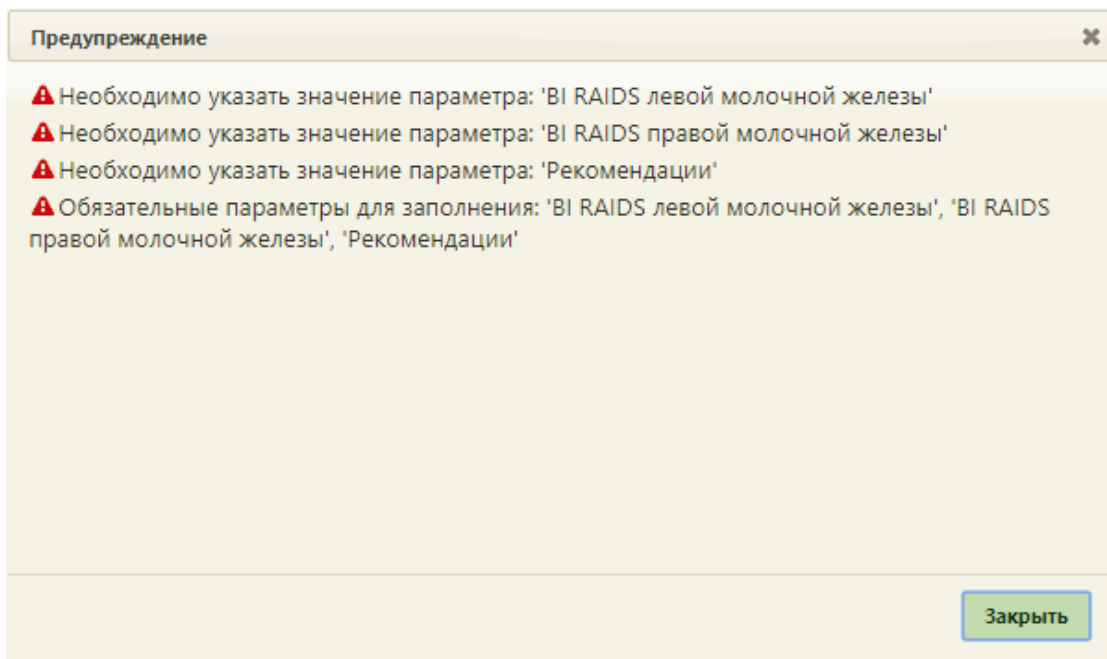 Предупреждение
Необходимо указать значение параметра: 'BI RAIDS левой молочной железы'
Необходимо указать значение параметра: 'BI RAIDS правой молочной железы'
Необходимо указать значение параметра: 'Рекомендации'
Обязательные параметры для заполнения: 'BI RAIDS левой молочной железы', 'BI RAIDS
правой молочной железы', 'Рекомендации'
Закрыть